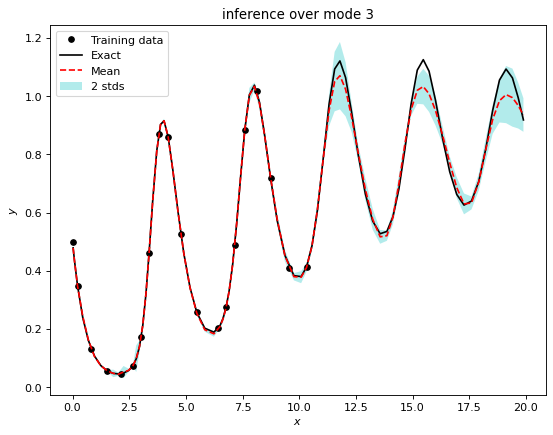 inference over mode 3
Training data
Exact
Mean
2 stds
y
1.2
1.0
0.8
0.6
0.4
0.2
0.0
0.0 2.5 5.0 7.5 10.0 12.5 15.0 17.5 20.0
x